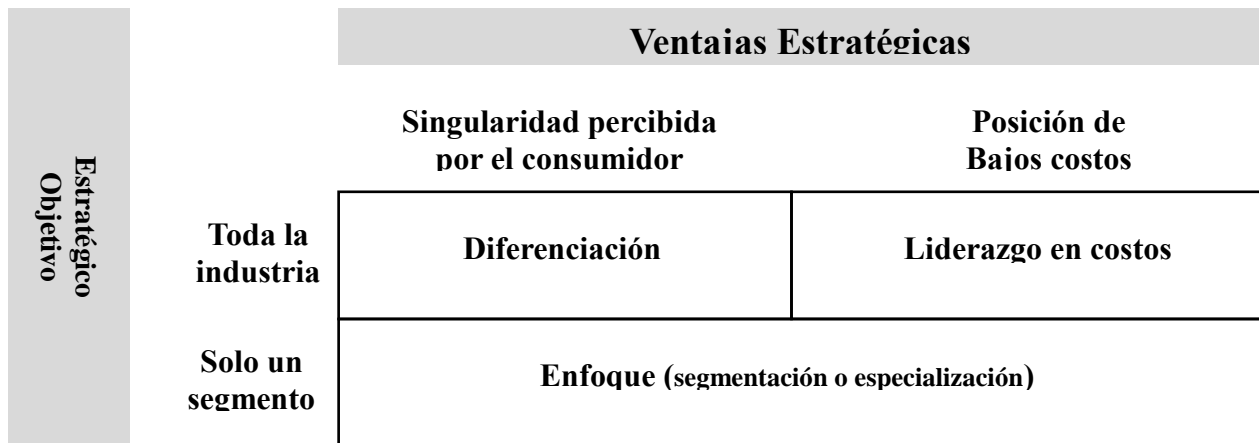 Ventajas Estratégicas
Singularidad percibida
por el consumidor
Posición de
Bajos costos
Estratégico
Objetivo
Toda la
industria
Diferenciación
Liderazgo en costos
Solo un
segmento
Enfoque (segmentación o especialización)